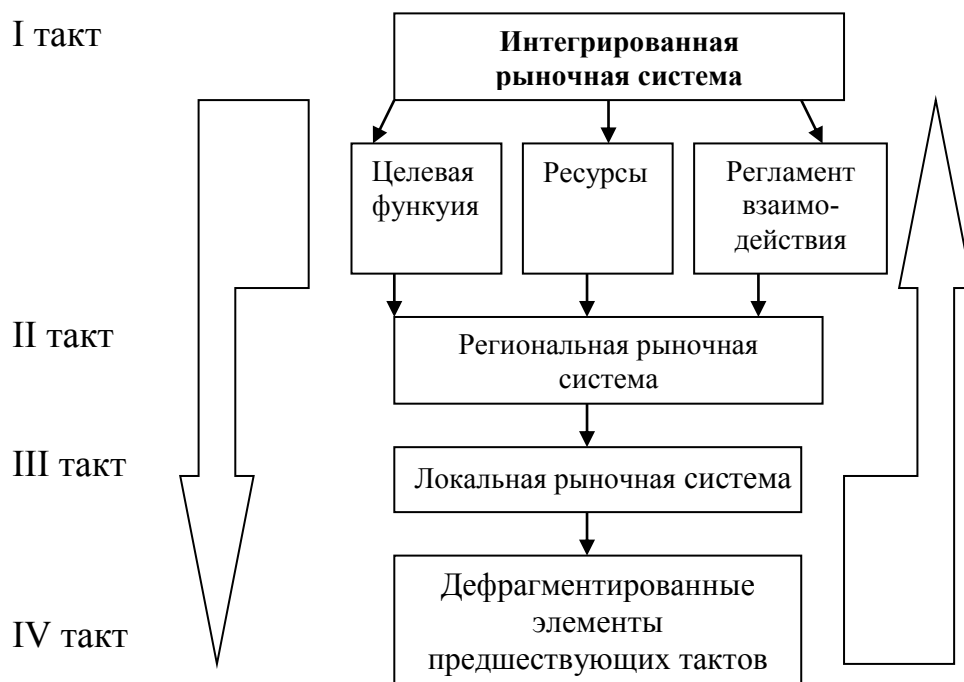 I такт
Интегрированная
рыночная система
Целевая
функуия
Ресурсы
Регламент
взаимо-
действия
II такт
Региональная рыночная
система
III такт
Локальная рыночная система
IV такт
Дефрагментированные
элементы
предшествующих тактов